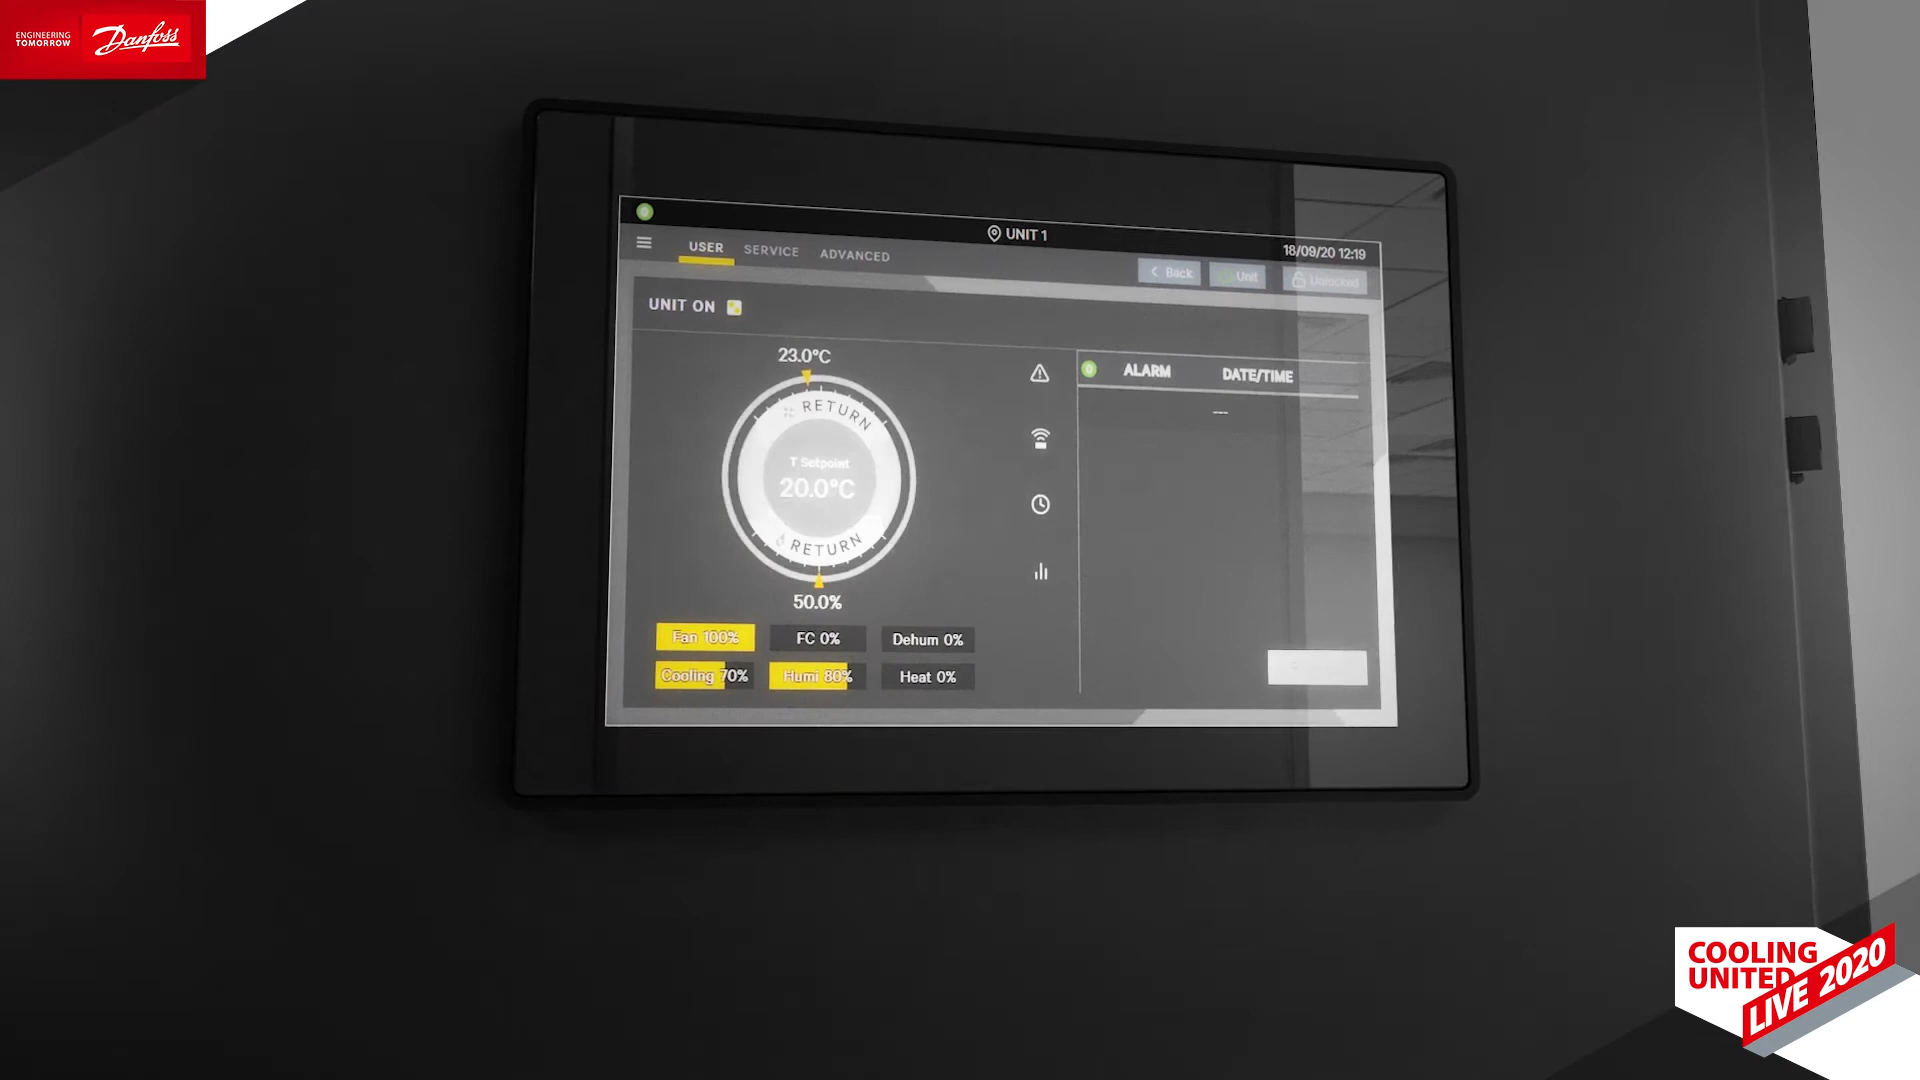 ENGINEERING
TOMORROW
Danfoss
UNIT 1
18/09/20 12:19
USER SERVICE ADVANCED
Back Unit Unlocked
UNIT ON
23.0°C
RETURN
T Setpoint
20.0°C
RETURN
50.0%
0 ALARM DATE/TIME
---
Fan 100% FC 0% Dehum 0%
Cooling 70% Humi 80% Heat 0%
COOLING
UNITED
LIVE 2020